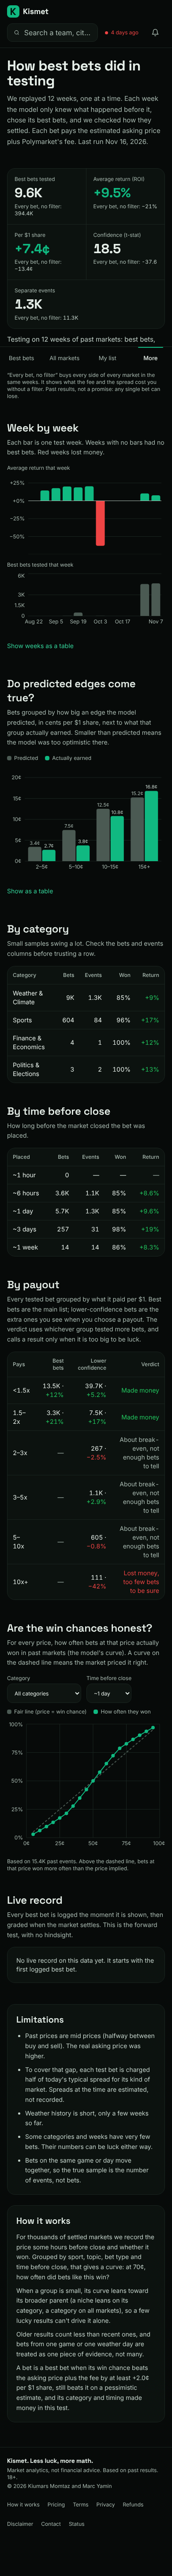 Kismet
Search a team, cit...
4 days ago
How best bets did in
testing
We replayed 12 weeks, one at a time. Each week
the model only knew what happened before it,
chose its best bets, and we checked how they
settled. Each bet pays the estimated asking price
plus Polymarket's fee. Last run Nov 16, 2026.
Best bets tested
9.6K
Every bet, no filter:
394.4K
Average return (ROI)
+9.5%
Every bet, no filter: −21%
Per $1 share
+7.4¢
Every bet, no filter:
−13.4¢
Confidence (t-stat)
18.5
Every bet, no filter: −37.6
Separate events
1.3K
Every bet, no filter: 11.3K
Testing on 12 weeks of past markets: best bets,
Best bets
All markets
My list
More
"Every bet, no filter" buys every side of every market in the
same weeks. It shows what the fee and the spread cost you
without a filter. Past results, not a promise: any single bet can
lose.
Week by week
Each bar is one test week. Weeks with no bars had no
best bets. Red weeks lost money.
Average return that week
+25%
+0%
−25%
−50%
Best bets tested that week
6K
3K
1.5K
0
Aug 22 Sep 5 Sep 19 Oct 3 Oct 17 Nov 7
Show weeks as a table
Do predicted edges come
true?
Bets grouped by how big an edge the model
predicted, in cents per $1 share, next to what that
group actually earned. Smaller than predicted means
the model was too optimistic there.
Predicted Actually earned
20¢
15¢
10¢
5¢
0¢
3.4¢ 2.7¢
7.5¢ 3.8¢
12.5¢ 10.8¢
15.2¢ 16.8¢
2–5¢ 5–10¢ 10–15¢ 15¢+
Show as a table
By category
Small samples swing a lot. Check the bets and events
columns before trusting a row.
Category Bets Events Won Return
Weather &
Climate
9K 1.3K 85% +9%
Sports 604 84 96% +17%
Finance &
Economics
4 1 100% +12%
Politics &
Elections
3 2 100% +13%
By time before close
How long before the market closed the bet was
placed.
Placed Bets Events Won Return
~1 hour 0 — — —
~6 hours 3.6K 1.1K 85% +8.6%
~1 day 5.7K 1.3K 85% +9.6%
~3 days 257 31 98% +19%
~1 week 14 14 86% +8.3%
By payout
Every tested bet grouped by what it paid per $1. Best
bets are the main list; lower-confidence bets are the
extra ones you see when you choose a payout. The
verdict uses whichever group tested more bets, and
calls a result only when it is too big to be luck.
Pays
Best
bets
Lower
confidence
Verdict
<1.5x
13.5K ·
+12%
39.7K ·
+5.2%
Made money
1.5–
2x
3.3K ·
+21%
7.5K ·
+17%
Made money
2–3x
—
267 ·
−2.5%
About break-
even, not
enough bets
to tell
3–5x
—
1.1K ·
+2.9%
About break-
even, not
enough bets
to tell
5–
10x
—
605 ·
−0.8%
About break-
even, not
enough bets
to tell
10x+
—
111 ·
−42%
Lost money,
too few bets
to be sure
Are the win chances honest?
For every price, how often bets at that price actually
won in past markets (the model's curve). A curve on
the dashed line means the market priced it right.
Category
All categories
Time before close
~1 day
Fair line (price = win chance) How often they won
100%
75%
50%
25%
0%
0¢ 25¢ 50¢ 75¢ 100¢
Based on 15.4K past events. Above the dashed line, bets at
that price won more often than the price implied.
Live record
Every best bet is logged the moment it is shown, then
graded when the market settles. This is the forward
test, with no hindsight.
No live record on this data yet. It starts with the
first logged best bet.
Limitations
• Past prices are mid prices (halfway between
buy and sell). The real asking price was
higher.
• To cover that gap, each test bet is charged
half of today's typical spread for its kind of
market. Spreads at the time are estimated,
not recorded.
• Weather history is short, only a few weeks
so far.
• Some categories and weeks have very few
bets. Their numbers can be luck either way.
• Bets on the same game or day move
together, so the true sample is the number
of events, not bets.
How it works
For thousands of settled markets we record the
price some hours before close and whether it
won. Grouped by sport, topic, bet type and
time before close, that gives a curve: at 70¢,
how often did bets like this win?
When a group is small, its curve leans toward
its broader parent (a niche leans on its
category, a category on all markets), so a few
lucky results can't drive it alone.
Older results count less than recent ones, and
bets from one game or one weather day are
treated as one piece of evidence, not many.
A bet is a best bet when its win chance beats
the asking price plus the fee by at least +2.0¢
per $1 share, still beats it on a pessimistic
estimate, and its category and timing made
money in this test.
Kismet. Less luck, more math.
Market analytics, not financial advice. Based on past results.
18+.
© 2026 Kiumars Momtaz and Marc Yamin
How it works Pricing Terms Privacy Refunds
Disclaimer Contact Status